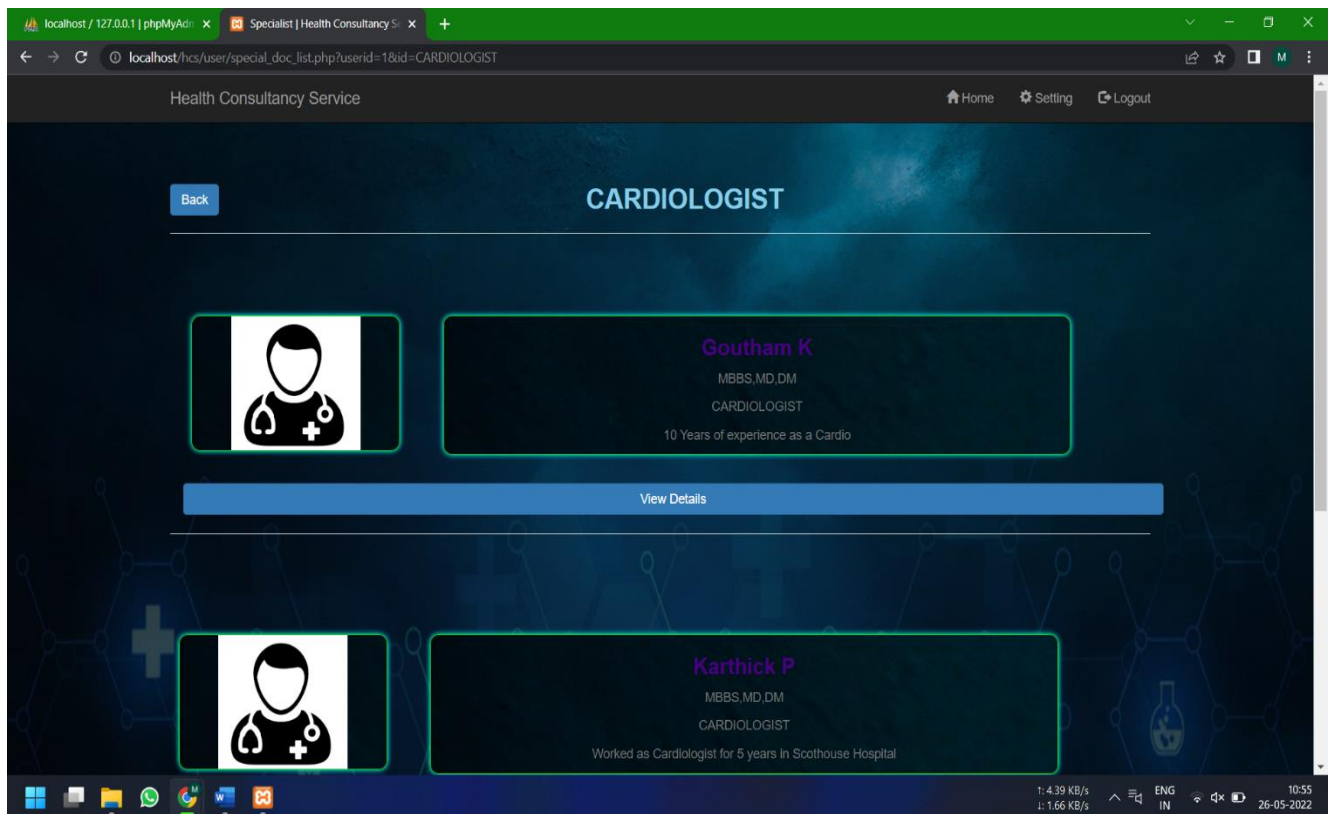 localhost / 127.0.0.1 | phpMyAdn
Specialist | Health Consultancy Se
localhost/hcs/user/special_doc_list.php?userid=1&id=CARDIOLOGIST
M
Health Consultancy Service
Home
Setting
Logout
Back
CARDIOLOGIST
Goutham K
MBBS,MD,DM
CARDIOLOGIST
10 Years of experience as a Cardio
View Details
Karthick P
MBBS,MD,DM
CARDIOLOGIST
Worked as Cardiologist for 5 years in Scothouse Hospital
↑: 4.39 KB/s
↓: 1.66 KB/s
ENG
IN
10:55
26-05-2022